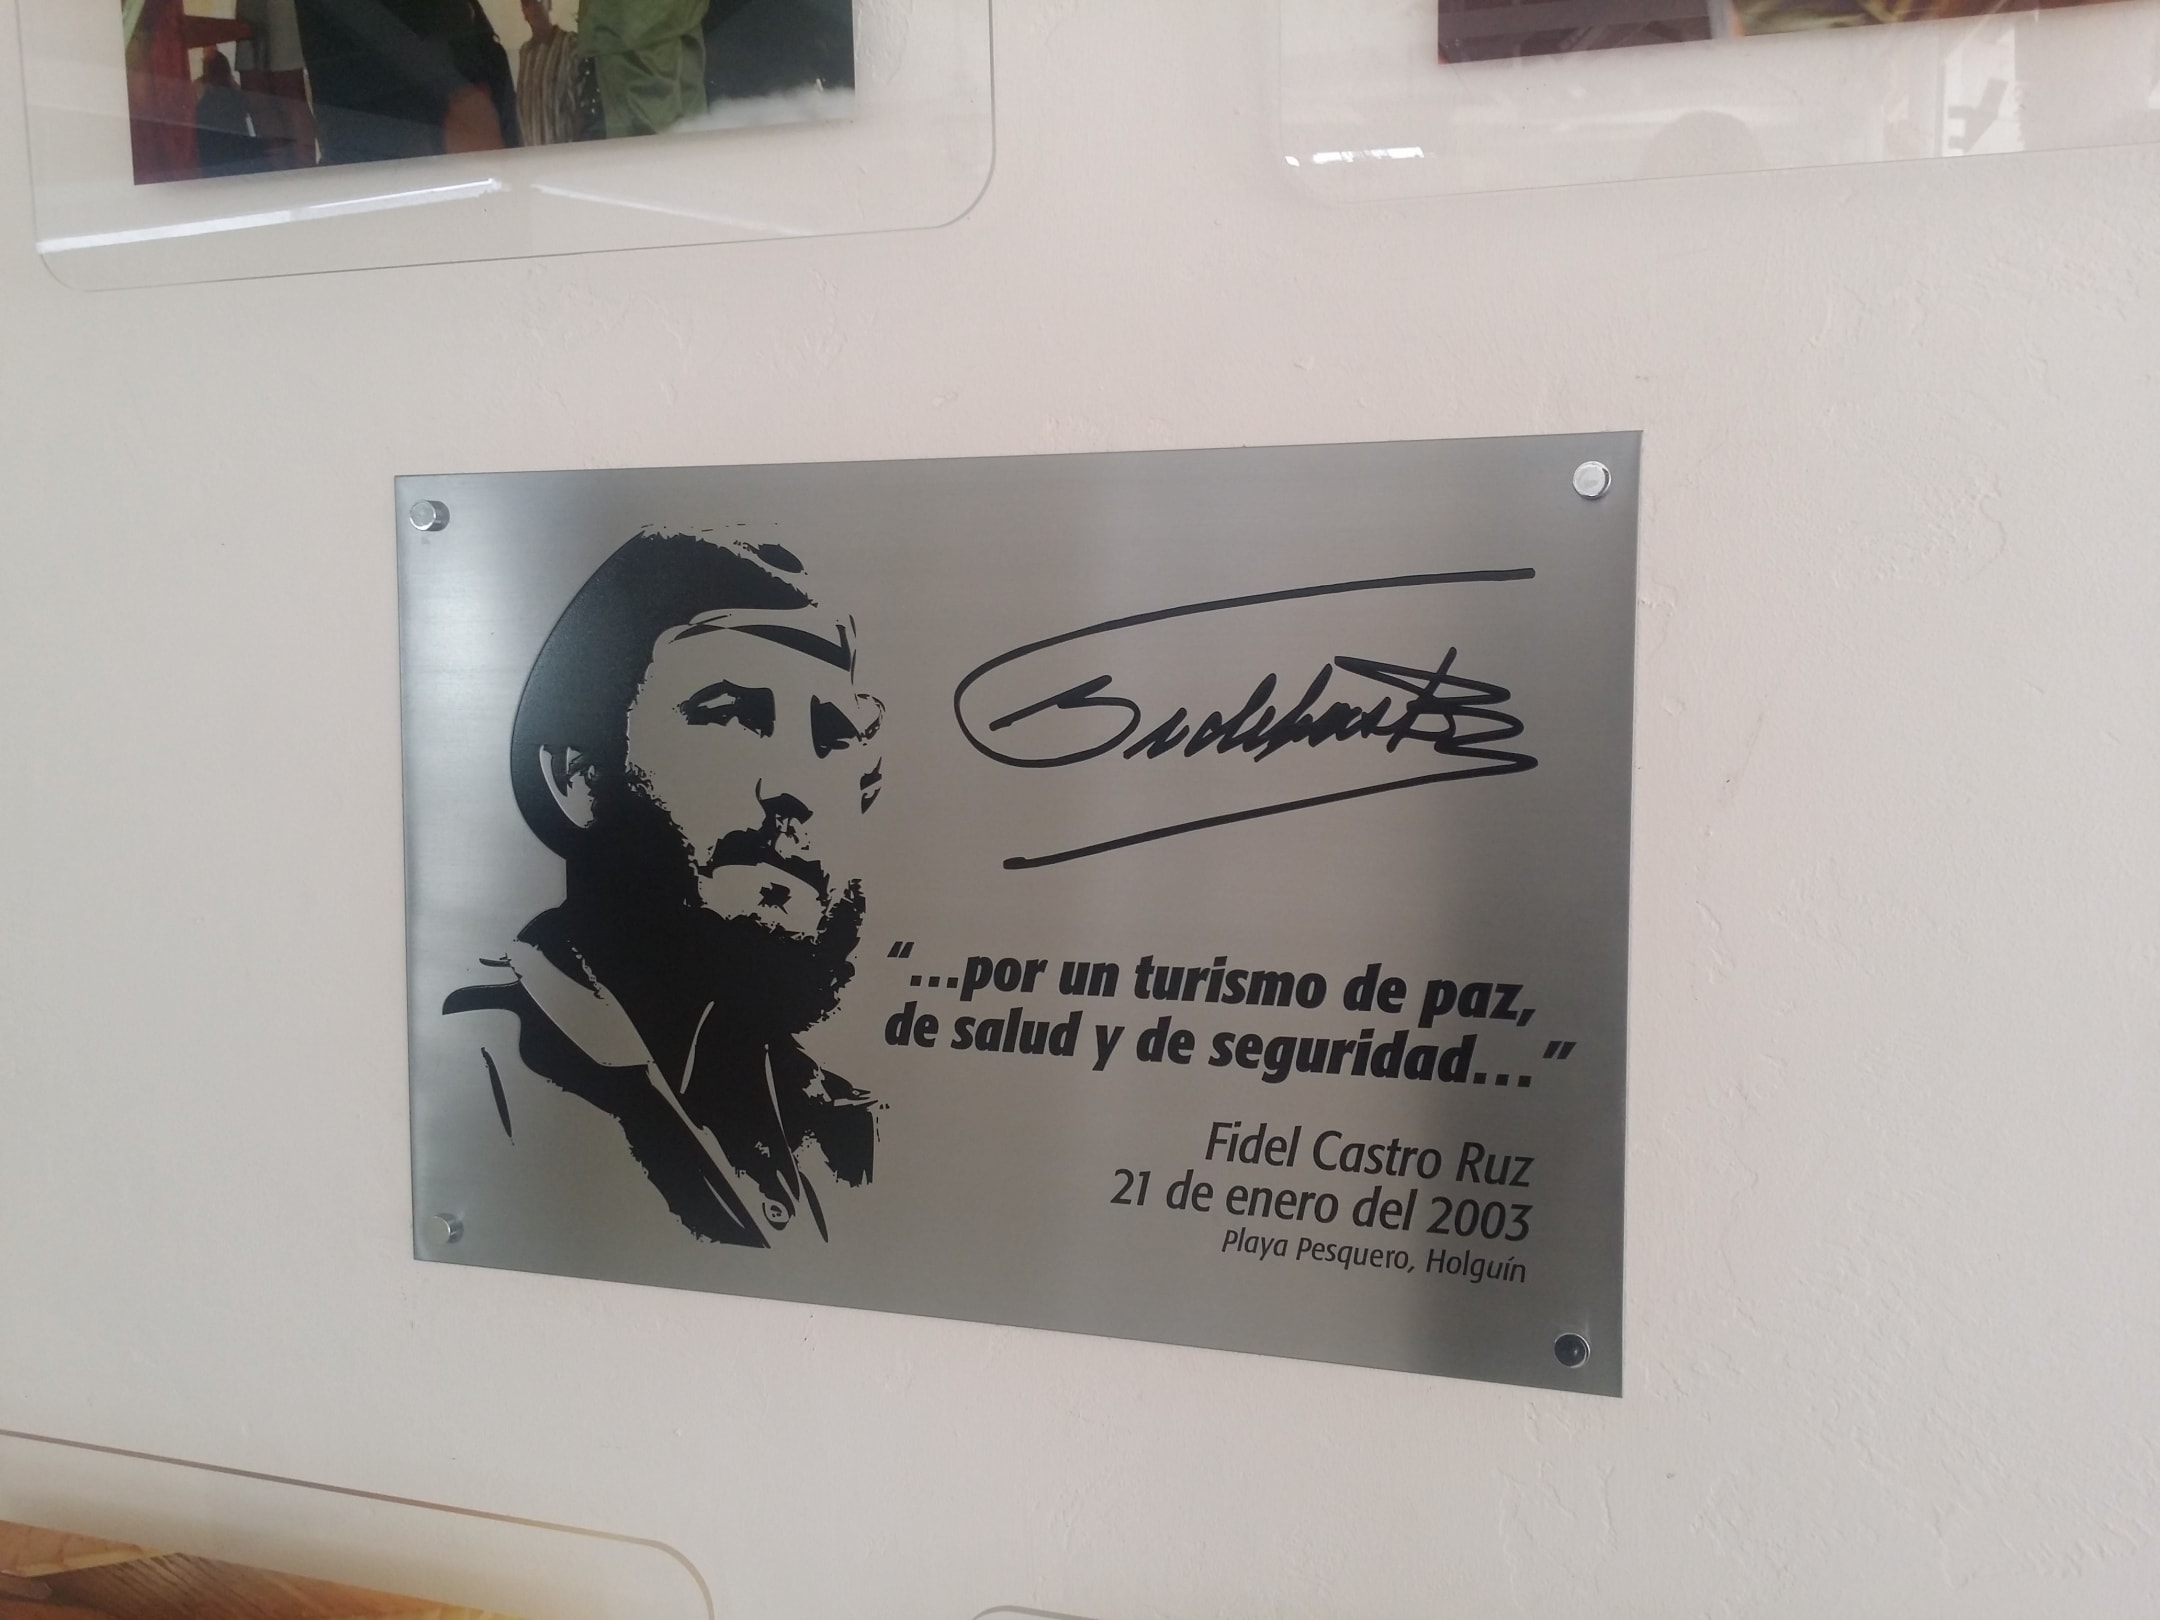 “...por un turismo de paz,
de salud y de seguridad...”
Fidel Castro Ruz
21 de enero del 2003
Playa Pesquero, Holguín